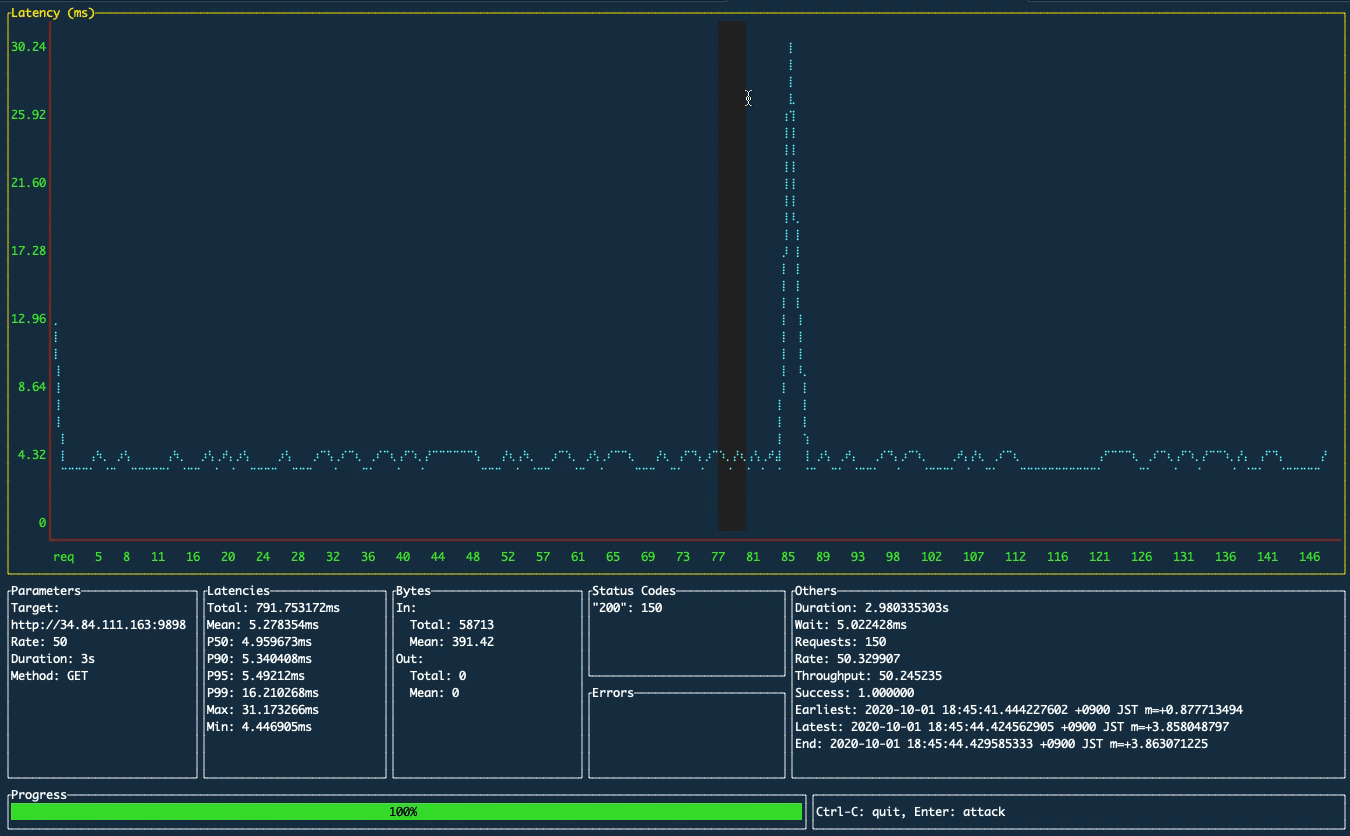 Latency (ms)
30.24
25.92
21.60
17.28
12.96
8.64
4.32
0
req 5 8 11 16 20 24 28 32 36 40 44 48 52 57 61 65 69 73 77 81 85 89 93 98 102 107 112 116 121 126 131 136 141 146
Parameters
Target:
http://34.84.111.163:9898
Rate: 50
Duration: 3s
Method: GET
Latencies
Total: 791.753172ms
Mean: 5.278354ms
P50: 4.959673ms
P90: 5.340408ms
P95: 5.49212ms
P99: 16.210268ms
Max: 31.173266ms
Min: 4.446905ms
Bytes
In:
Total: 58713
Mean: 391.42
Out:
Total: 0
Mean: 0
Status Codes
"200": 150
Errors
Others
Duration: 2.980335303s
Wait: 5.022428ms
Requests: 150
Rate: 50.329907
Throughput: 50.245235
Success: 1.000000
Earliest: 2020-10-01 18:45:41.444227602 +0900 JST m=+0.877713494
Latest: 2020-10-01 18:45:44.424562905 +0900 JST m=+3.858048797
End: 2020-10-01 18:45:44.429585333 +0900 JST m=+3.863071225
Progress
100%
Ctrl-C: quit, Enter: attack